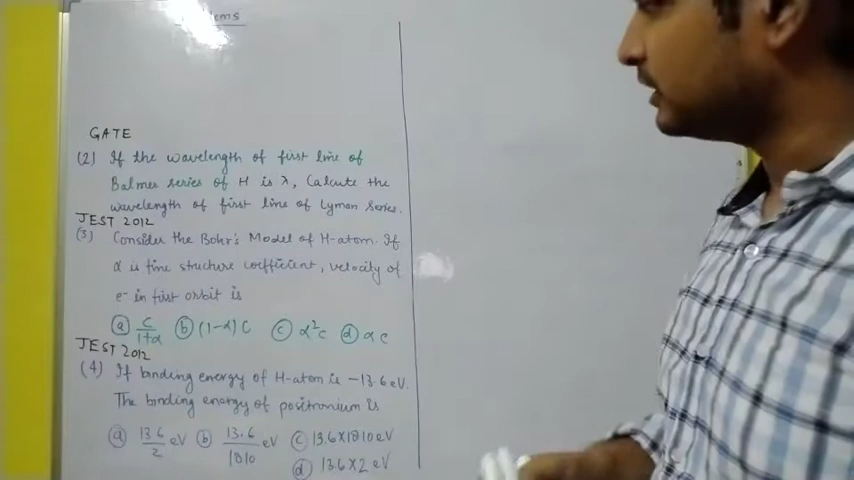 GATE
(2) If the wavelength of first line of
Balmer series of H is λ, Calcute the
wavelength of first line of Lyman Series.
JEST 2012
(3) Consider the Bohr's Model of H-atom. If
α is fine structure coefficient, velocity of
e⁻ in first orbit is
(a) C/1+α (b) (1-α) C (c) α²c (d) α c
JEST 2012
(4) If binding energy of H-atom is -13.6 eV.
The binding energy of positronium is
(a) 13.6/2 eV (b) 13.6/1810 eV (c) 13.6×1810 eV
(d) 13.6×2 eV